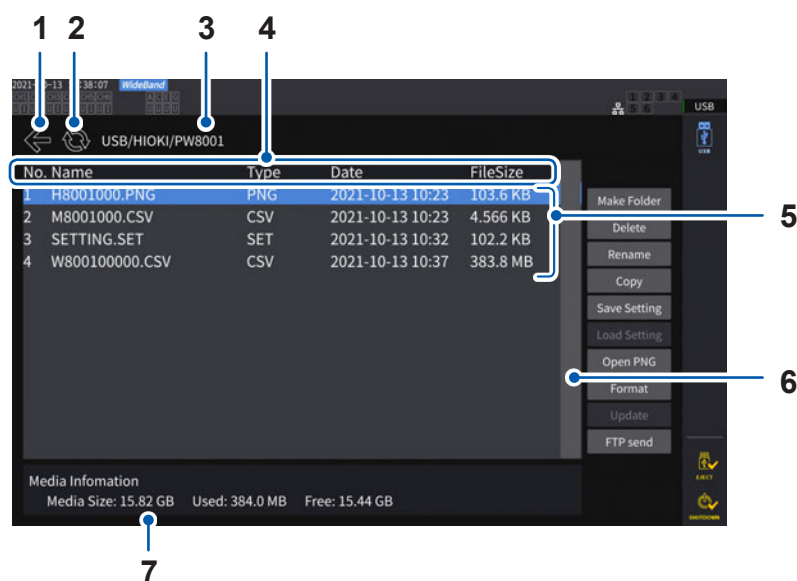 1 2 3 4
WideBand
USB
USB/HIOKI/PW8001
USB
No. Name Type Date FileSize
1 H8001000.PNG PNG 2021-10-13 10:23 103.6 KB
2 M8001000.CSV CSV 2021-10-13 10:23 4.566 KB
3 SETTING.SET SET 2021-10-13 10:32 102.2 KB
4 W800100000.CSV CSV 2021-10-13 10:37 383.8 MB
5
Make Folder
Delete
Rename
Copy
Save Setting
Load Setting
Open PNG
6
Format
Update
FTP send
Media Infomation
Media Size: 15.82 GB Used: 384.0 MB Free: 15.44 GB
EJECT
SHUTDOWN
7